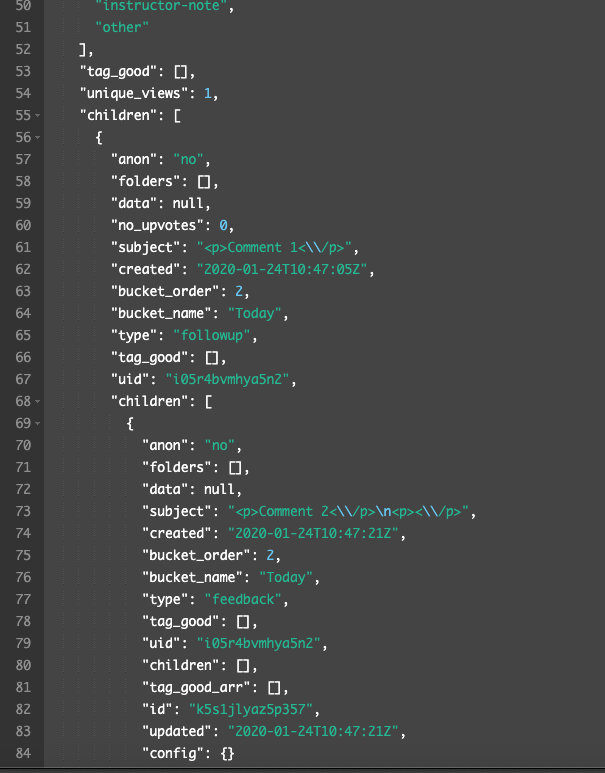 50 "instructor-note",
51 "other"
52 ],
53 "tag_good": [],
54 "unique_views": 1,
55 "children": [
56 {
57 "anon": "no",
58 "folders": [],
59 "data": null,
60 "no_upvotes": 0,
61 "subject": "<p>Comment 1<\\/p>",
62 "created": "2020-01-24T10:47:05Z",
63 "bucket_order": 2,
64 "bucket_name": "Today",
65 "type": "followup",
66 "tag_good": [],
67 "uid": "i05r4bvmhya5n2",
68 "children": [
69 {
70 "anon": "no",
71 "folders": [],
72 "data": null,
73 "subject": "<p>Comment 2<\\/p>\n<p><\\/p>",
74 "created": "2020-01-24T10:47:21Z",
75 "bucket_order": 2,
76 "bucket_name": "Today",
77 "type": "feedback",
78 "tag_good": [],
79 "uid": "i05r4bvmhya5n2",
80 "children": [],
81 "tag_good_arr": [],
82 "id": "k5s1jlyaz5p357",
83 "updated": "2020-01-24T10:47:21Z",
84 "config": {}